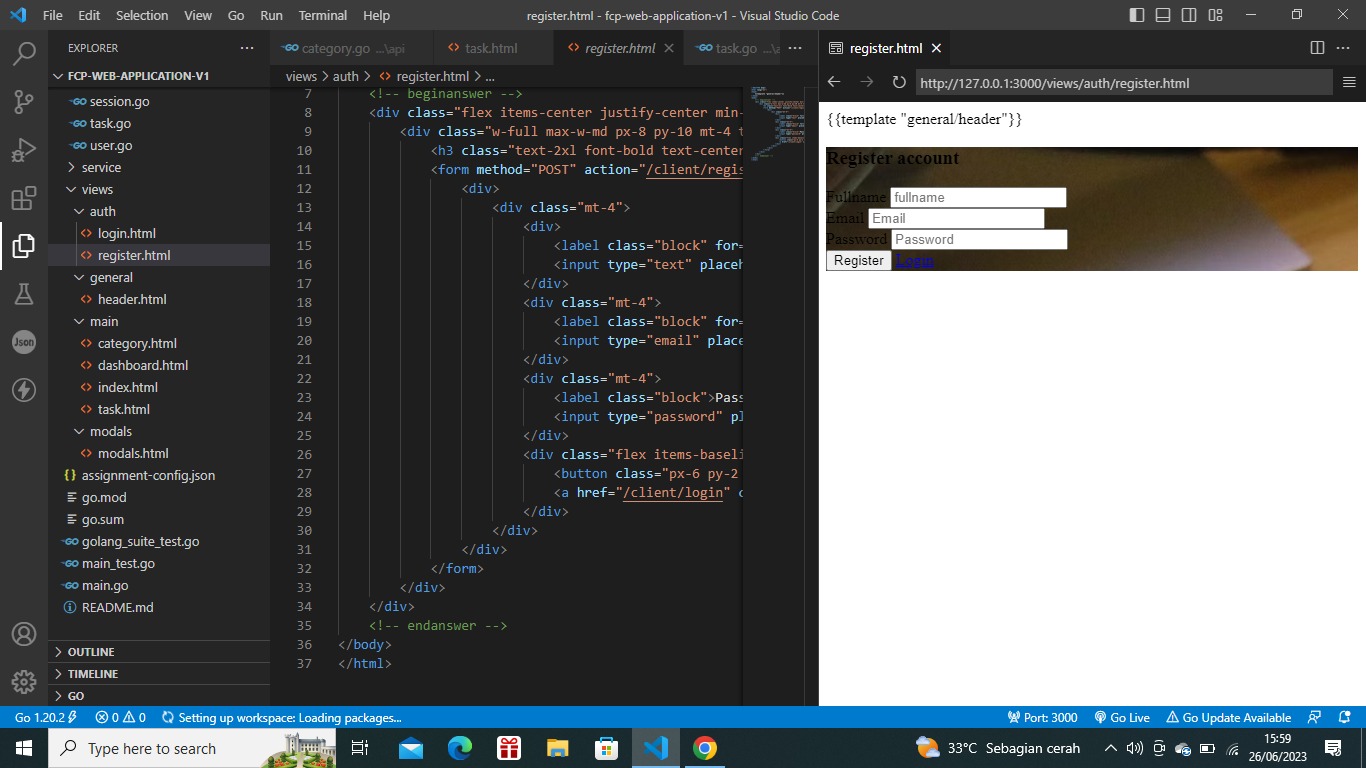 File Edit Selection View Go Run Terminal Help
register.html - fcp-web-application-v1 - Visual Studio Code
EXPLORER
FCP-WEB-APPLICATION-V1
session.go
task.go
user.go
service
views
auth
login.html
register.html
general
header.html
main
category.html
dashboard.html
index.html
task.html
modals
modals.html
assignment-config.json
go.mod
go.sum
golang_suite_test.go
main_test.go
main.go
README.md
OUTLINE
TIMELINE
GO
category.go ...\api task.html register.html task.go ...\a
views > auth > register.html > ...
7 <!-- beginanswer -->
8 <div class="flex items-center justify-center min-
9 <div class="w-full max-w-md px-8 py-10 mt-4 t
10 <h3 class="text-2xl font-bold text-center
11 <form method="POST" action="/client/regis
12 <div>
13 <div class="mt-4">
14 <div>
15 <label class="block" for=
16 <input type="text" placeh
17 </div>
18 <div class="mt-4">
19 <label class="block" for=
20 <input type="email" place
21 </div>
22 <div class="mt-4">
23 <label class="block">Pass
24 <input type="password" pl
25 </div>
26 <div class="flex items-baseli
27 <button class="px-6 py-2
28 <a href="/client/login" c
29 </div>
30 </div>
31 </div>
32 </form>
33 </div>
34 </div>
35 <!-- endanswer -->
36 </body>
37 </html>
register.html
http://127.0.0.1:3000/views/auth/register.html
{{template "general/header"}}
Register account
Fullname fullname
Email Email
Password Password
Register Login
Json
Go 1.20.2 0 0 Setting up workspace: Loading packages... Port: 3000 Go Live Go Update Available
Type here to search
33°C Sebagian cerah
15:59
26/06/2023